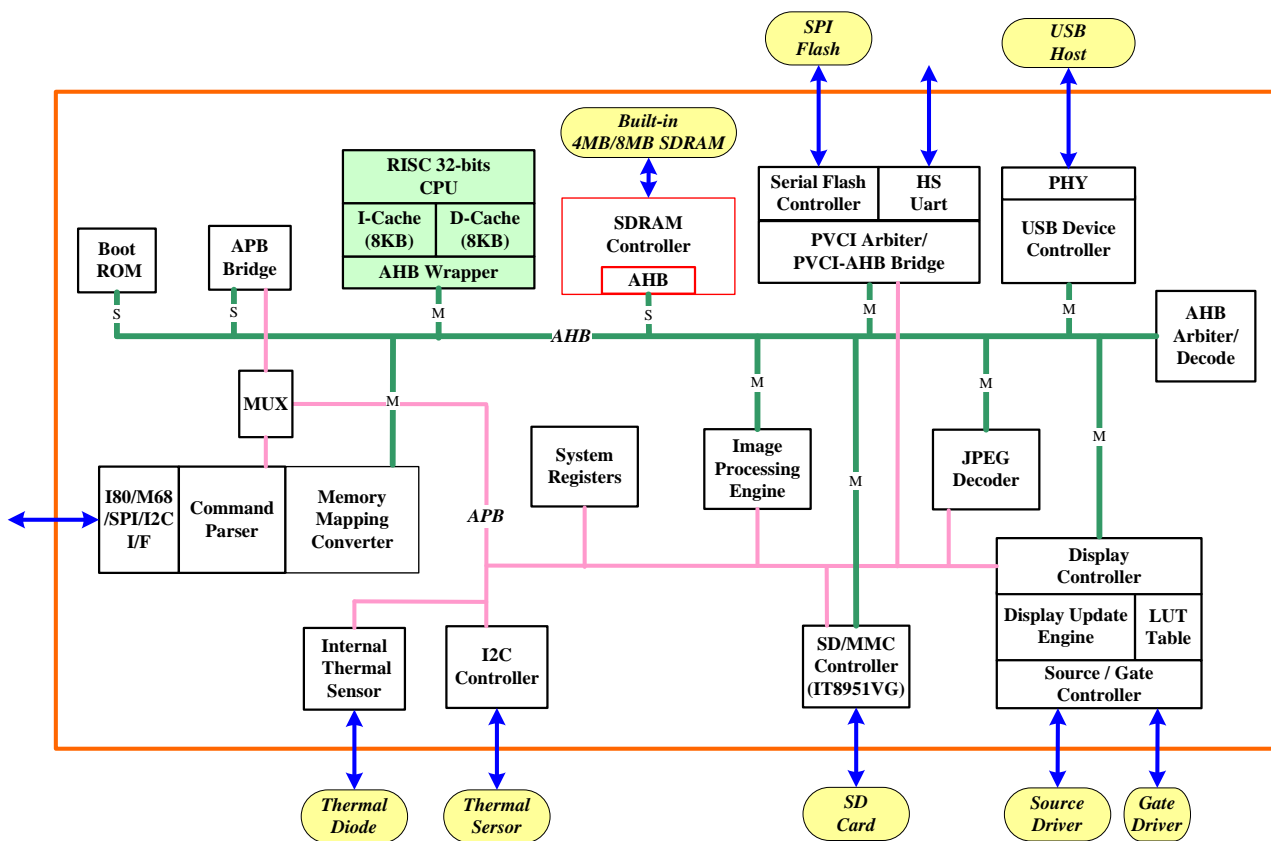 SPI
Flash
USB
Host
Built-in
4MB/8MB SDRAM
RISC 32-bits
CPU
I-Cache
(8KB)
D-Cache
(8KB)
AHB Wrapper
SDRAM
Controller
AHB
Serial Flash
Controller
HS
Uart
PVCI Arbiter/
PVCI-AHB Bridge
PHY
USB Device
Controller
Boot
ROM
APB
Bridge
S
S
M
S
M
M
AHB
AHB
Arbiter/
Decode
MUX
M
M
M
M
M
I80/M68
/SPI/I2C
I/F
Command
Parser
Memory
Mapping
Converter
System
Registers
Image
Processing
Engine
JPEG
Decoder
APB
Display
Controller
Display Update
Engine
LUT
Table
Source / Gate
Controller
Internal
Thermal
Sensor
I2C
Controller
SD/MMC
Controller
(IT8951VG)
Thermal
Diode
Thermal
Sersor
SD
Card
Source
Driver
Gate
Driver